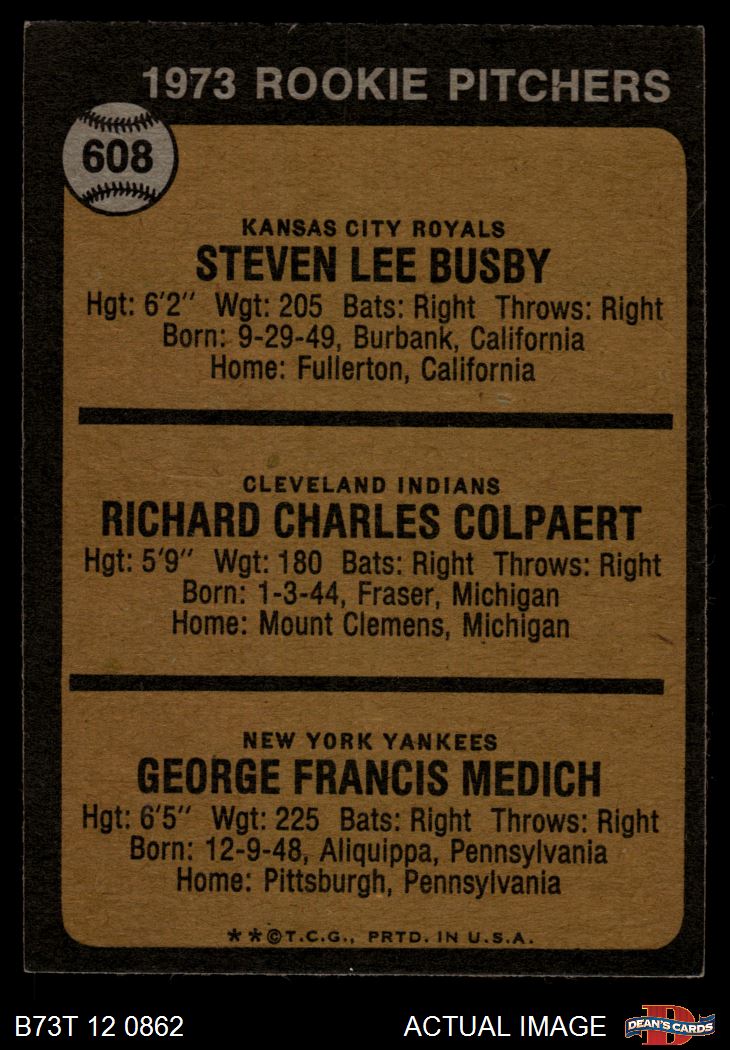 1973 ROOKIE PITCHERS
608
KANSAS CITY ROYALS
STEVEN LEE BUSBY
Hgt: 6'2" Wgt: 205 Bats: Right Throws: Right
Born: 9-29-49, Burbank, California
Home: Fullerton, California
CLEVELAND INDIANS
RICHARD CHARLES COLPAERT
Hgt: 5'9" Wgt: 180 Bats: Right Throws: Right
Born: 1-3-44, Fraser, Michigan
Home: Mount Clemens, Michigan
NEW YORK YANKEES
GEORGE FRANCIS MEDICH
Hgt: 6'5" Wgt: 225 Bats: Right Throws: Right
Born: 12-9-48, Aliquippa, Pennsylvania
Home: Pittsburgh, Pennsylvania
**©T.C.G., PRTD. IN U.S.A.
B73T 12 0862 ACTUAL IMAGE D DEAN'S CARDS